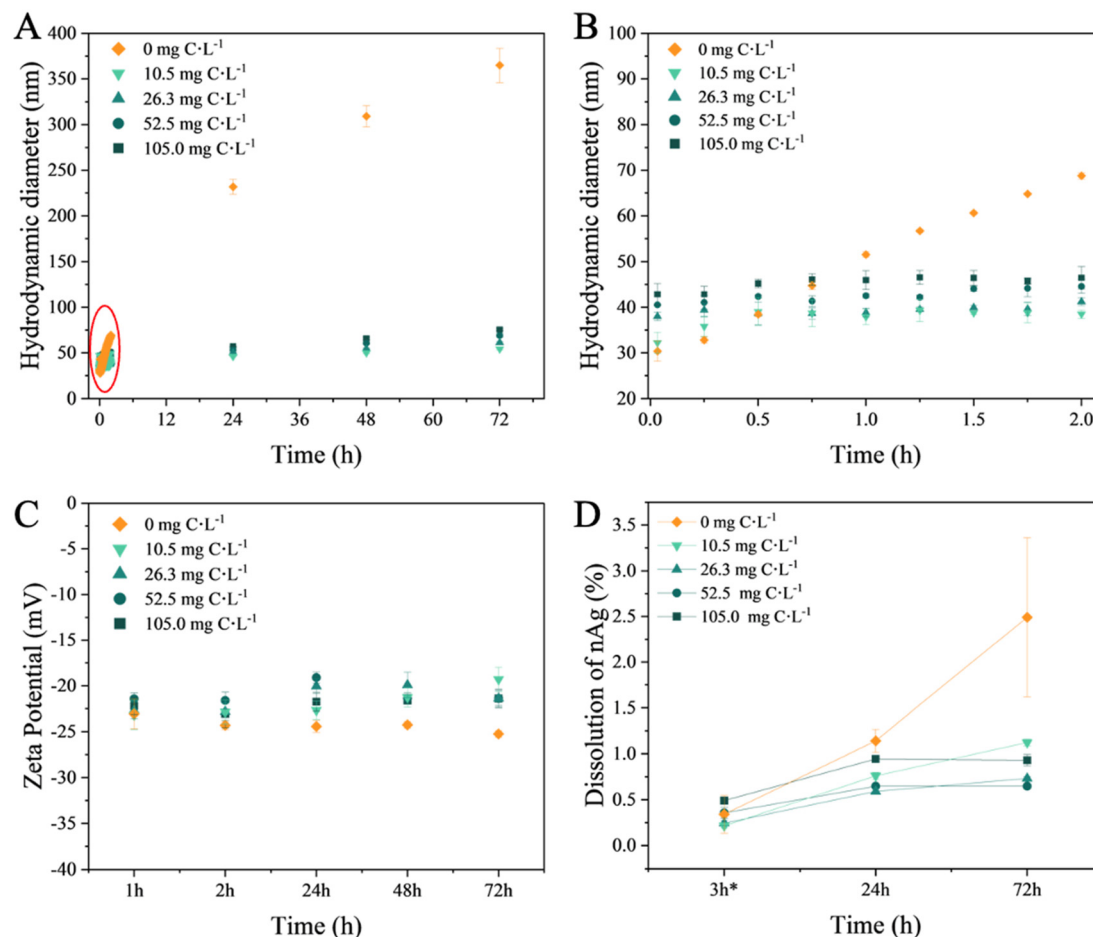 A
Hydrodynamic diameter (nm)
400
350
300
250
200
150
100
50
0
0 mg C·L⁻¹
10.5 mg C·L⁻¹
26.3 mg C·L⁻¹
52.5 mg C·L⁻¹
105.0 mg C·L⁻¹
0 12 24 36 48 60 72
Time (h)
B
Hydrodynamic diameter (nm)
100
90
80
70
60
50
40
30
20
0 mg C·L⁻¹
10.5 mg C·L⁻¹
26.3 mg C·L⁻¹
52.5 mg C·L⁻¹
105.0 mg C·L⁻¹
0.0 0.5 1.0 1.5 2.0
Time (h)
C
Zeta Potential (mV)
0
-5
-10
-15
-20
-25
-30
-35
-40
0 mg C·L⁻¹
10.5 mg C·L⁻¹
26.3 mg C·L⁻¹
52.5 mg C·L⁻¹
105.0 mg C·L⁻¹
1h 2h 24h 48h 72h
Time (h)
D
Dissolution of nAg (%)
3.5
3.0
2.5
2.0
1.5
1.0
0.5
0.0
0 mg C·L⁻¹
10.5 mg C·L⁻¹
26.3 mg C·L⁻¹
52.5 mg C·L⁻¹
105.0 mg C·L⁻¹
3h* 24h 72h
Time (h)